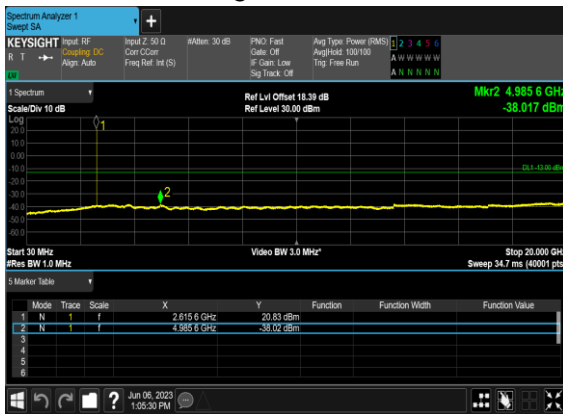 Spectrum Analyzer 1
Swept SA
+
KEYSIGHT Input: RF Input Z: 50 Ω #Atten: 30 dB PNO: Fast Avg Type: Power (RMS) 1 2 3 4 5 6
R T Coupling: DC Corr CCorr Gate: Off Avg|Hold: 100/100 A W W W W W
Align: Auto Freq Ref: Int (S) IF Gain: Low Trig: Free Run
LXI Sig Track: Off A N N N N N
1 Spectrum Ref Lvl Offset 18.39 dB Mkr2 4.985 6 GHz
Scale/Div 10 dB Ref Level 30.00 dBm -38.017 dBm
Log
20.0 1
10.0
0.00
-10.0 DL1 -13.00 dBm
-20.0
-30.0 2
-40.0
-50.0
-60.0
Start 30 MHz Video BW 3.0 MHz* Stop 20.000 GHz
#Res BW 1.0 MHz Sweep 34.7 ms (40001 pts)
5 Marker Table
Mode Trace Scale X Y Function Function Width Function Value
1 N 1 f 2.615 6 GHz 20.83 dBm
2 N 1 f 4.985 6 GHz -38.02 dBm
3
4
5
6
? Jun 06, 2023
1:05:30 PM